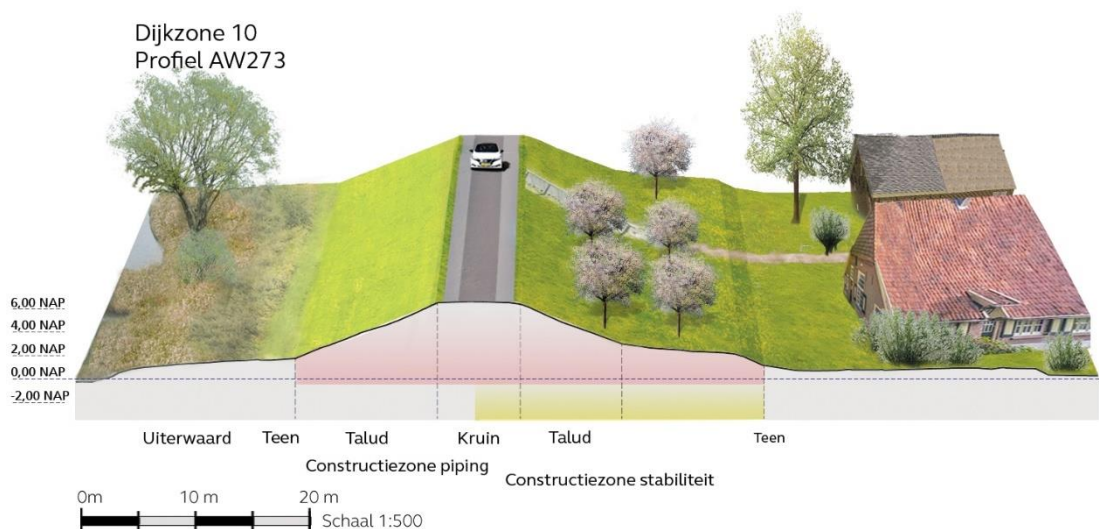 Dijkzone 10
Profiel AW273
6,00 NAP
4,00 NAP
2,00 NAP
0,00 NAP
-2,00 NAP
Uiterwaard Teen Talud Kruin Talud Teen
Constructiezone piping
Constructiezone stabiliteit
0m 10 m 20 m
Schaal 1:500